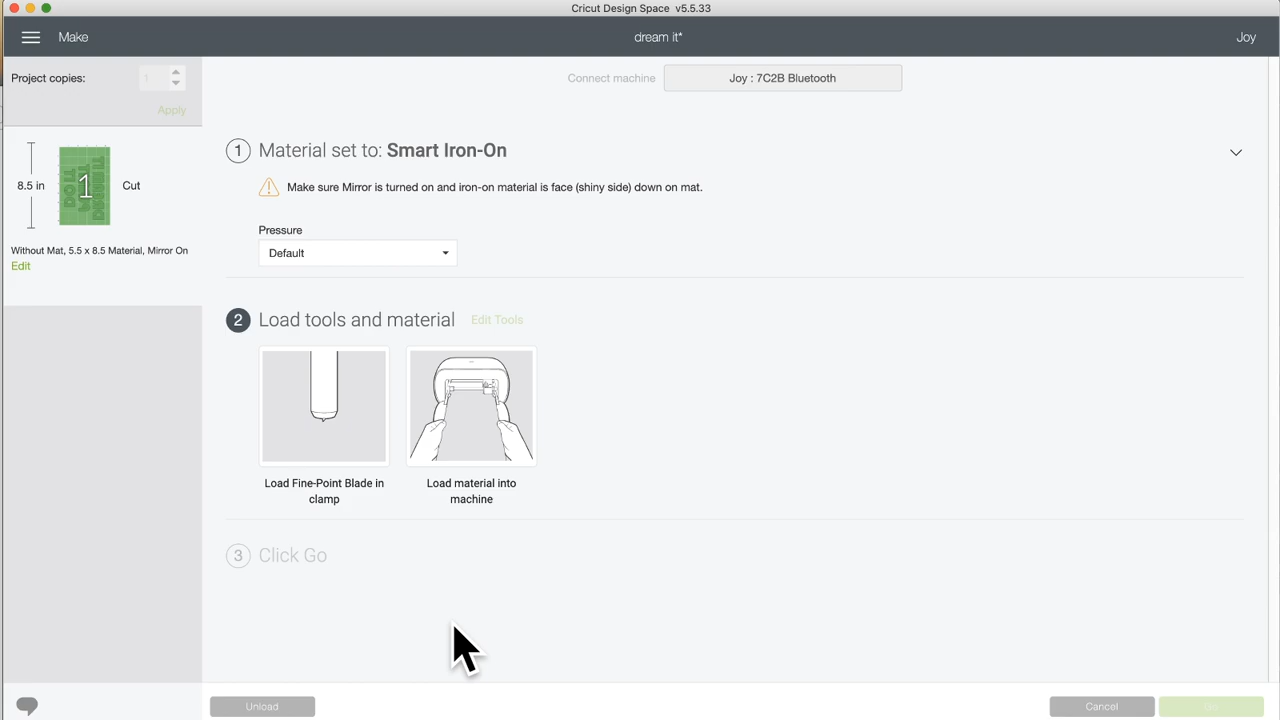 Cricut Design Space v5.5.33
Make
dream it*
Joy
Project copies:
1
Apply
Connect machine
Joy : 7C2B Bluetooth
8.5 in
1
Cut
Without Mat, 5.5 x 8.5 Material, Mirror On
Edit
1
Material set to: Smart Iron-On
Make sure Mirror is turned on and iron-on material is face (shiny side) down on mat.
Pressure
Default
2
Load tools and material
Edit Tools
Load Fine-Point Blade in
clamp
Load material into
machine
3
Click Go
Unload
Cancel
Go